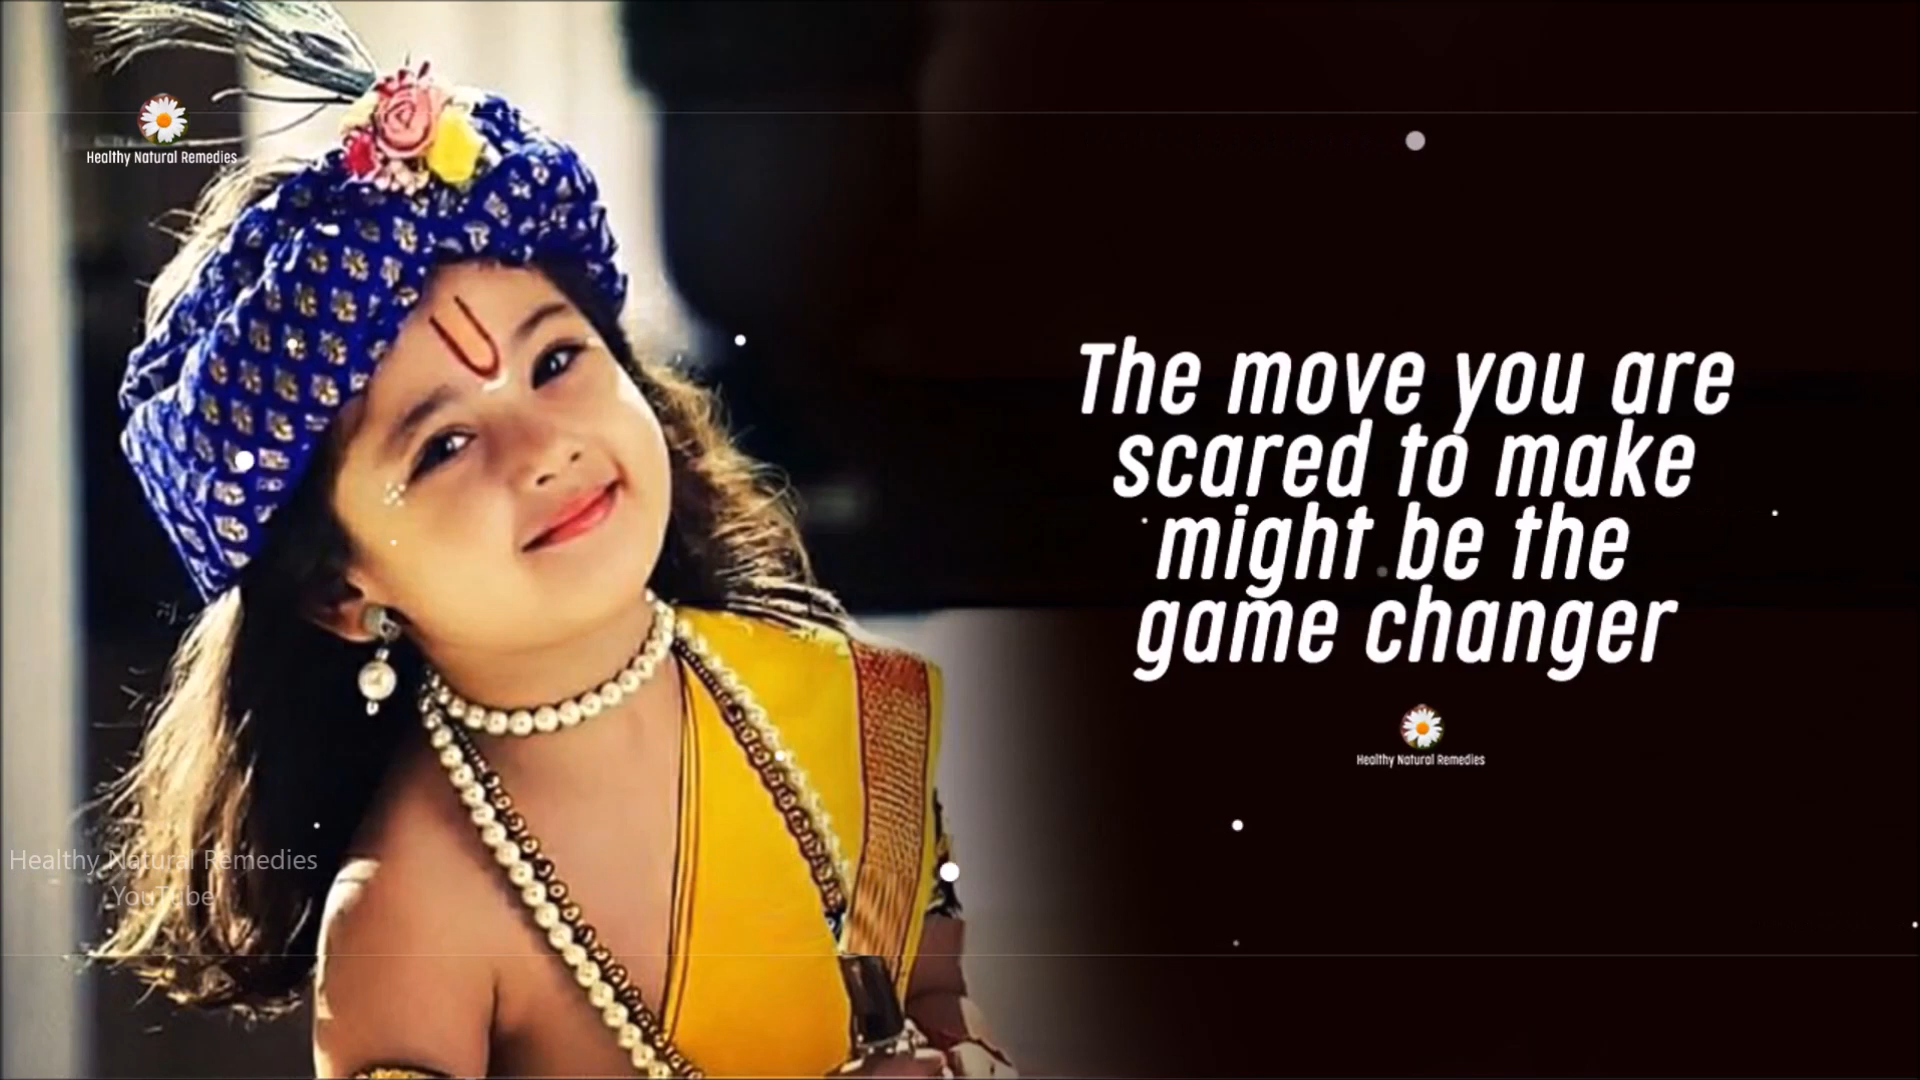 Healthy Natural Remedies
The move you are
scared to make
might be the
game changer
Healthy Natural Remedies
Healthy Natural Remedies
YouTube